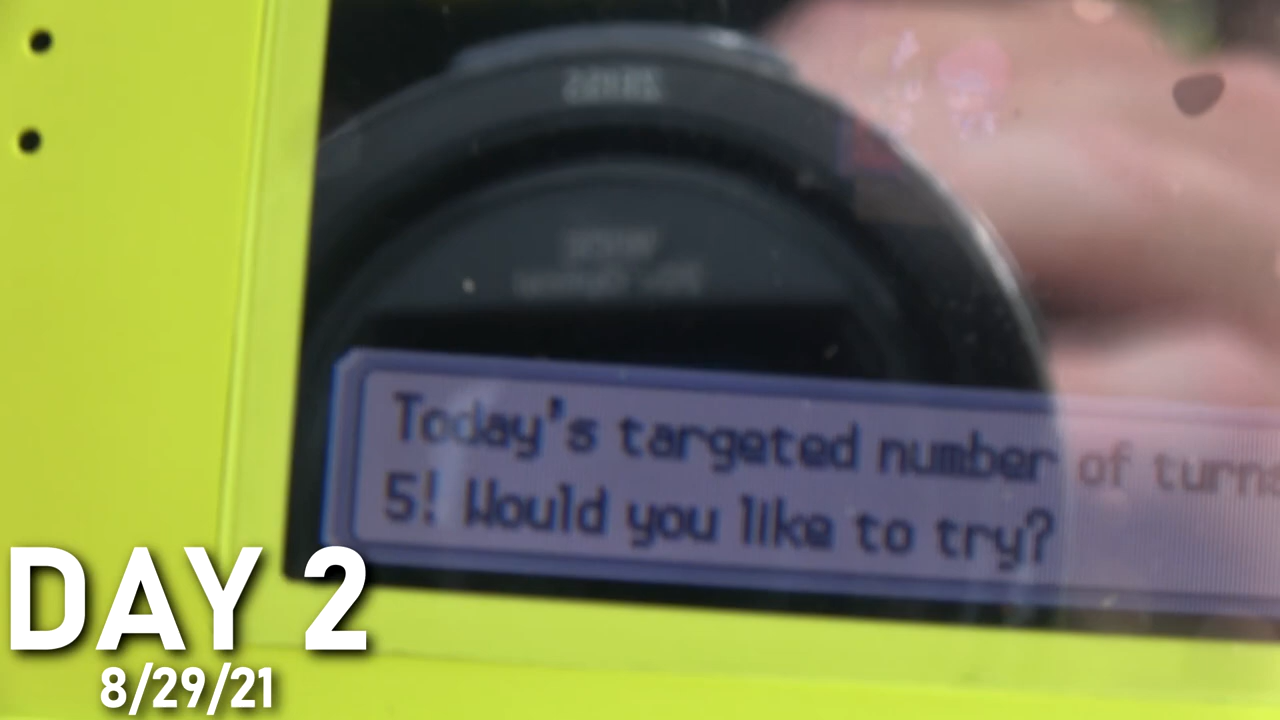 Today's targeted number of turns
5! Would you like to try?
DAY 2
8/29/21